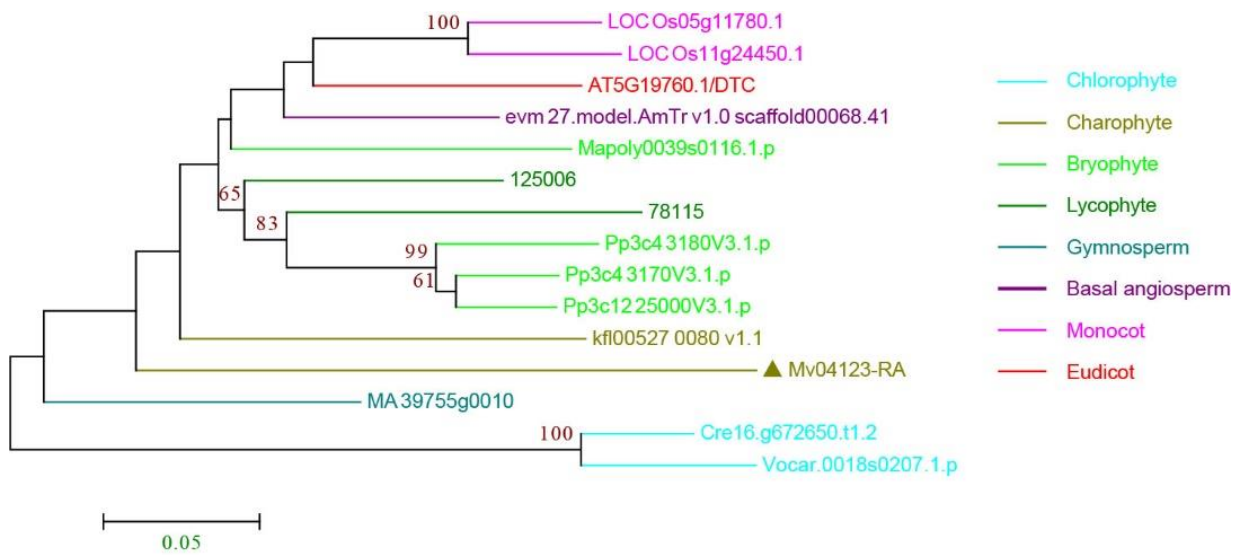 100
LOC Os05g11780.1
LOC Os11g24450.1
AT5G19760.1/DTC
evm 27.model.AmTr v1.0 scaffold00068.41
Mapoly0039s0116.1.p
65
125006
83
78115
99
Pp3c4 3180V3.1.p
61
Pp3c4 3170V3.1.p
Pp3c12 25000V3.1.p
kfl00527 0080 v1.1
Mv04123-RA
MA 39755g0010
100
Cre16.g672650.t1.2
Vocar.0018s0207.1.p
0.05
Chlorophyte
Charophyte
Bryophyte
Lycophyte
Gymnosperm
Basal angiosperm
Monocot
Eudicot